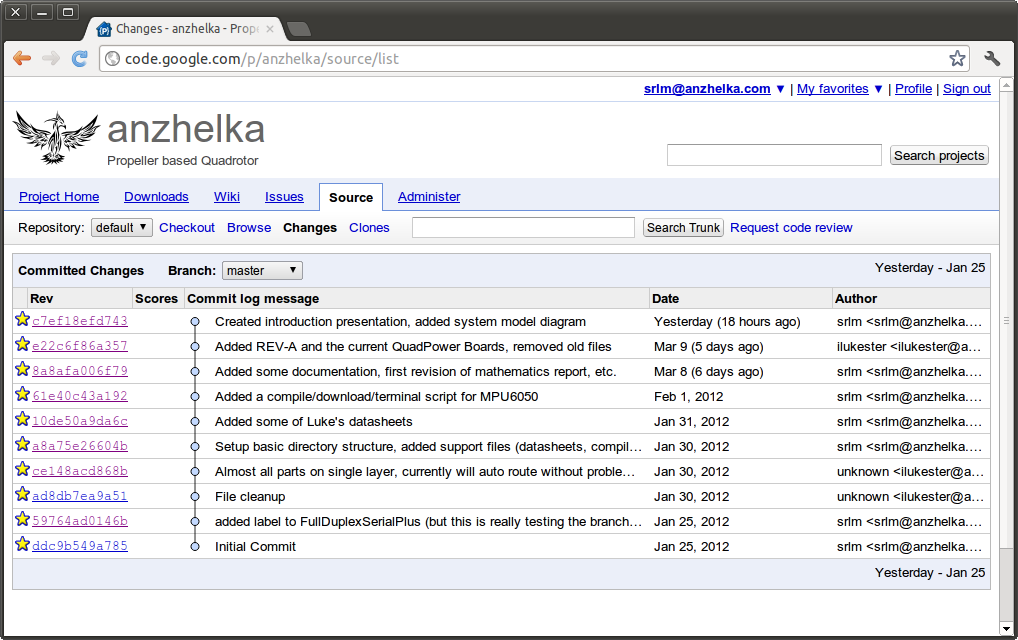 Changes - anzhelka - Prop
code.google.com/p/anzhelka/source/list
srlm@anzhelka.com ▼ | My favorites ▼ | Profile | Sign out
anzhelka
Propeller based Quadrotor
Search projects
Project Home Downloads Wiki Issues Source Administer
Repository: default Checkout Browse Changes Clones Search Trunk Request code review
Committed Changes Branch: master Yesterday - Jan 25
Rev Scores Commit log message Date Author
c7ef18efd743 Created introduction presentation, added system model diagram Yesterday (18 hours ago) srlm <srlm@anzhelka....
e22c6f86a357 Added REV-A and the current QuadPower Boards, removed old files Mar 9 (5 days ago) ilukester <ilukester@a...
8a8afa006f79 Added some documentation, first revision of mathematics report, etc. Mar 8 (6 days ago) srlm <srlm@anzhelka....
61e40c43a192 Added a compile/download/terminal script for MPU6050 Feb 1, 2012 srlm <srlm@anzhelka....
10de50a9da6c Added some of Luke's datasheets Jan 31, 2012 srlm <srlm@anzhelka....
a8a75e26604b Setup basic directory structure, added support files (datasheets, compil... Jan 30, 2012 srlm <srlm@anzhelka....
ce148acd868b Almost all parts on single layer, currently will auto route without proble... Jan 30, 2012 unknown <ilukester@a...
ad8db7ea9a51 File cleanup Jan 30, 2012 unknown <ilukester@a...
59764ad0146b added label to FullDuplexSerialPlus (but this is really testing the branch... Jan 25, 2012 srlm <srlm@anzhelka....
ddc9b549a785 Initial Commit Jan 25, 2012 srlm <srlm@anzhelka....
Yesterday - Jan 25